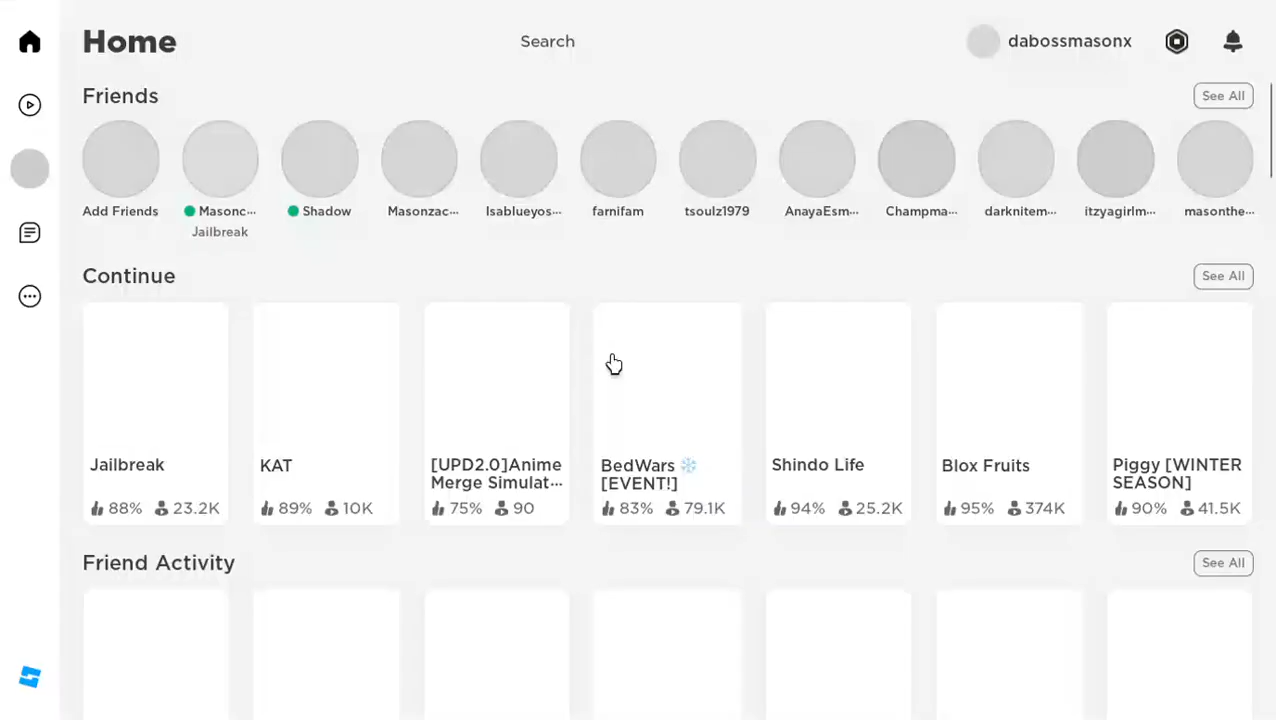 Home
Search
dabossmasonx
Friends
See All
Add Friends
Masonc...
Shadow
Masonzac...
Isablueyos...
farnifam
tsoulz1979
AnayaEsm...
Champma...
darknitem...
itzyagirlm...
masonthe...
Jailbreak
Continue
See All
Jailbreak
88% 23.2K
KAT
89% 10K
[UPD2.0]Anime
Merge Simulat...
75% 90
BedWars ❄️
[EVENT!]
83% 79.1K
Shindo Life
94% 25.2K
Blox Fruits
95% 374K
Piggy [WINTER
SEASON]
90% 41.5K
Friend Activity
See All